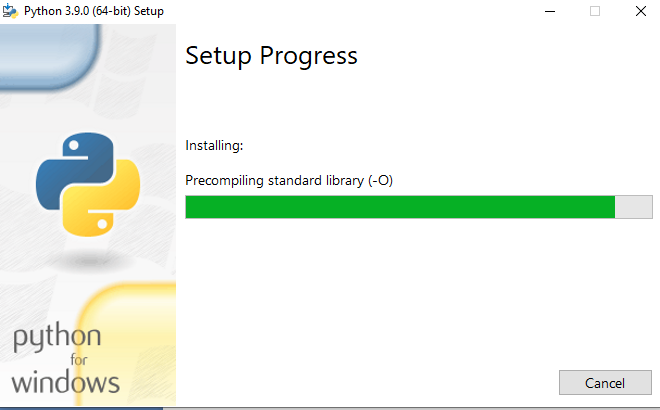 Python 3.9.0 (64-bit) Setup
Setup Progress
Installing:
Precompiling standard library (-O)
python
for
windows
Cancel